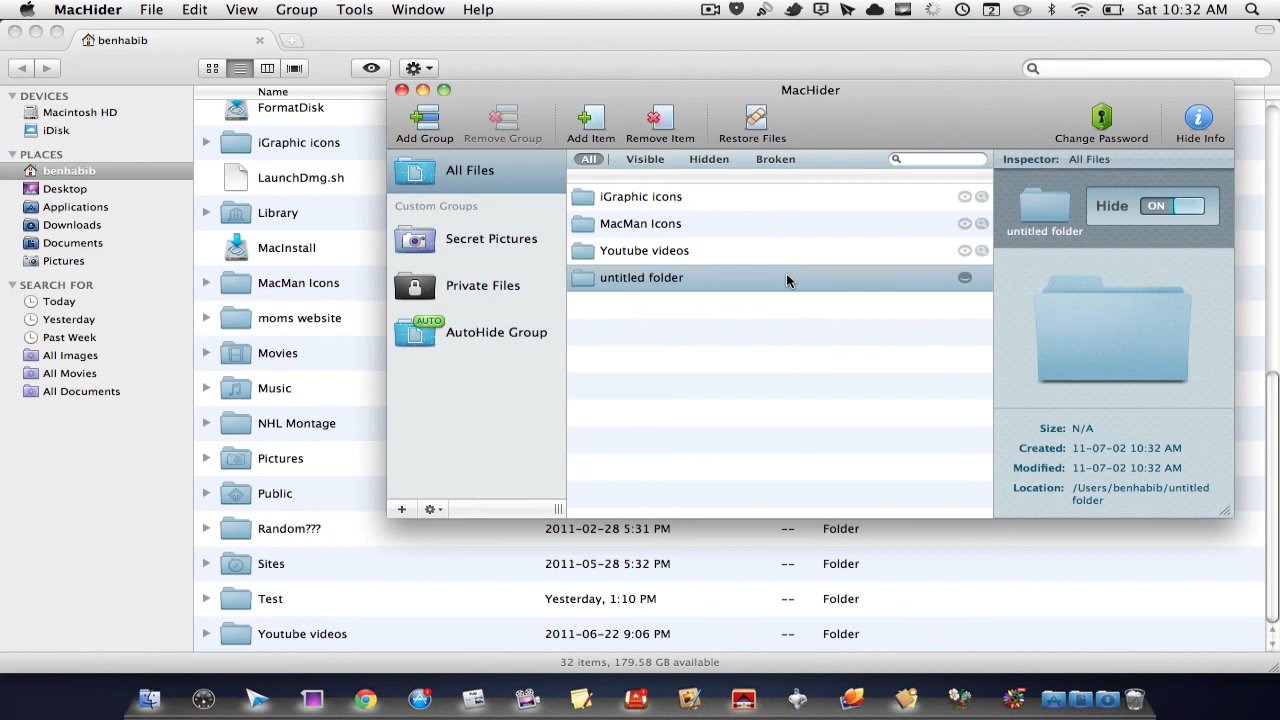 MacHider File Edit View Group Tools Window Help 2 Sat 10:32 AM
benhabib
DEVICES
Macintosh HD
iDisk
PLACES
benhabib
Desktop
Applications
Downloads
Documents
Pictures
SEARCH FOR
Today
Yesterday
Past Week
All Images
All Movies
All Documents
Name
FormatDisk
iGraphic icons
LaunchDmg.sh
Library
MacInstall
MacMan Icons
moms website
Movies
Music
NHL Montage
Pictures
Public
Random??? 2011-02-28 5:31 PM -- Folder
Sites 2011-05-28 5:32 PM -- Folder
Test Yesterday, 1:10 PM -- Folder
Youtube videos 2011-06-22 9:06 PM -- Folder
32 items, 179.58 GB available
MacHider
Add Group Remove Group Add Item Remove Item Restore Files Change Password Hide Info
All Files
Custom Groups
Secret Pictures
Private Files
AUTO
AutoHide Group
All Visible Hidden Broken
iGraphic icons
MacMan Icons
Youtube videos
untitled folder
Inspector: All Files
Hide ON
untitled folder
Size: N/A
Created: 11-07-02 10:32 AM
Modified: 11-07-02 10:32 AM
Location: /Users/benhabib/untitled
folder